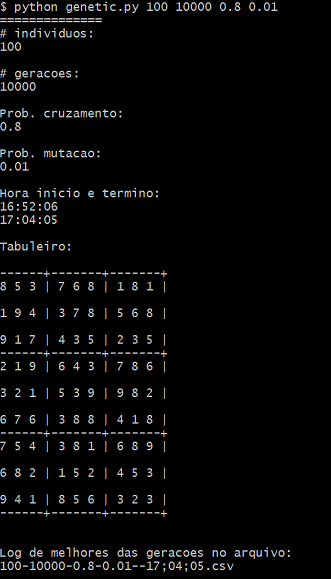 $ python genetic.py 100 10000 0.8 0.01
===============
# individuos:
100
# geracoes:
10000
Prob. cruzamento:
0.8
Prob. mutacao:
0.01
Hora inicio e termino:
16:52:06
17:04:05
Tabuleiro:
------+-------+-------+
8 5 3 | 7 6 8 | 1 8 1 |
1 9 4 | 3 7 8 | 5 6 8 |
9 1 7 | 4 3 5 | 2 3 5 |
------+-------+-------+
2 1 9 | 6 4 3 | 7 8 6 |
3 2 1 | 5 3 9 | 9 8 2 |
6 7 6 | 3 8 8 | 4 1 8 |
------+-------+-------+
7 5 4 | 3 8 1 | 6 8 9 |
6 8 2 | 1 5 2 | 4 5 3 |
9 4 1 | 8 5 6 | 3 2 3 |
------+-------+-------+
Log de melhores das geracoes no arquivo:
100-10000-0.8-0.01--17;04;05.csv